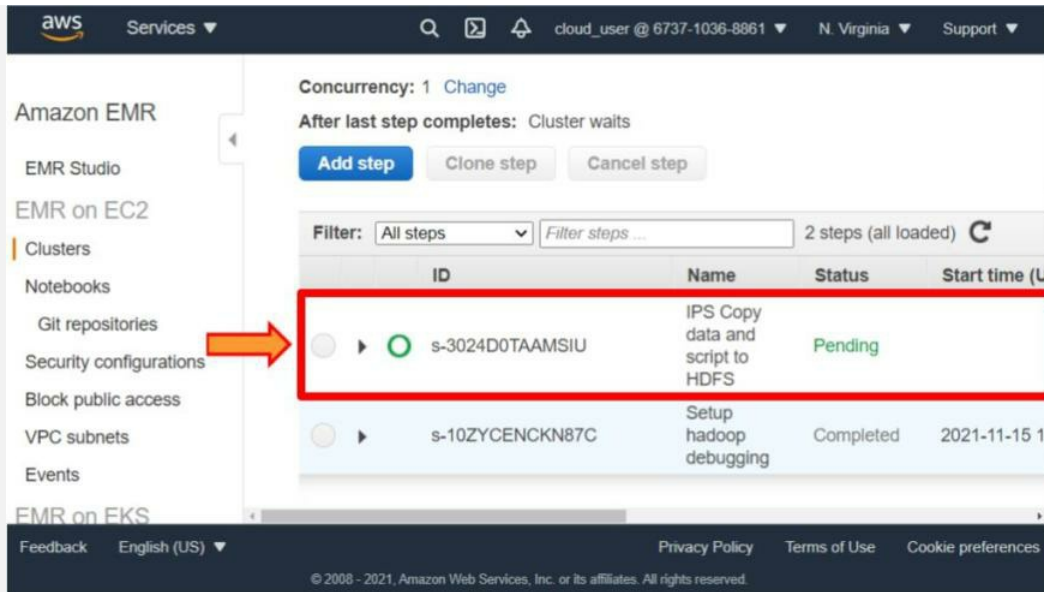 aws Services ▼ cloud_user @ 6737-1036-8861 ▼ N. Virginia ▼ Support ▼
Amazon EMR
EMR Studio
EMR on EC2
Clusters
Notebooks
Git repositories
Security configurations
Block public access
VPC subnets
Events
EMR on EKS
Concurrency: 1 Change
After last step completes: Cluster waits
Add step Clone step Cancel step
Filter: All steps Filter steps ... 2 steps (all loaded)
ID Name Status Start time (U
IPS Copy
data and
s-3024D0TAAMSIU script to Pending
HDFS
Setup
s-10ZYCENCKN87C hadoop Completed 2021-11-15 1
debugging
Feedback English (US) ▼ Privacy Policy Terms of Use Cookie preferences
© 2008 - 2021, Amazon Web Services, Inc. or its affiliates. All rights reserved.